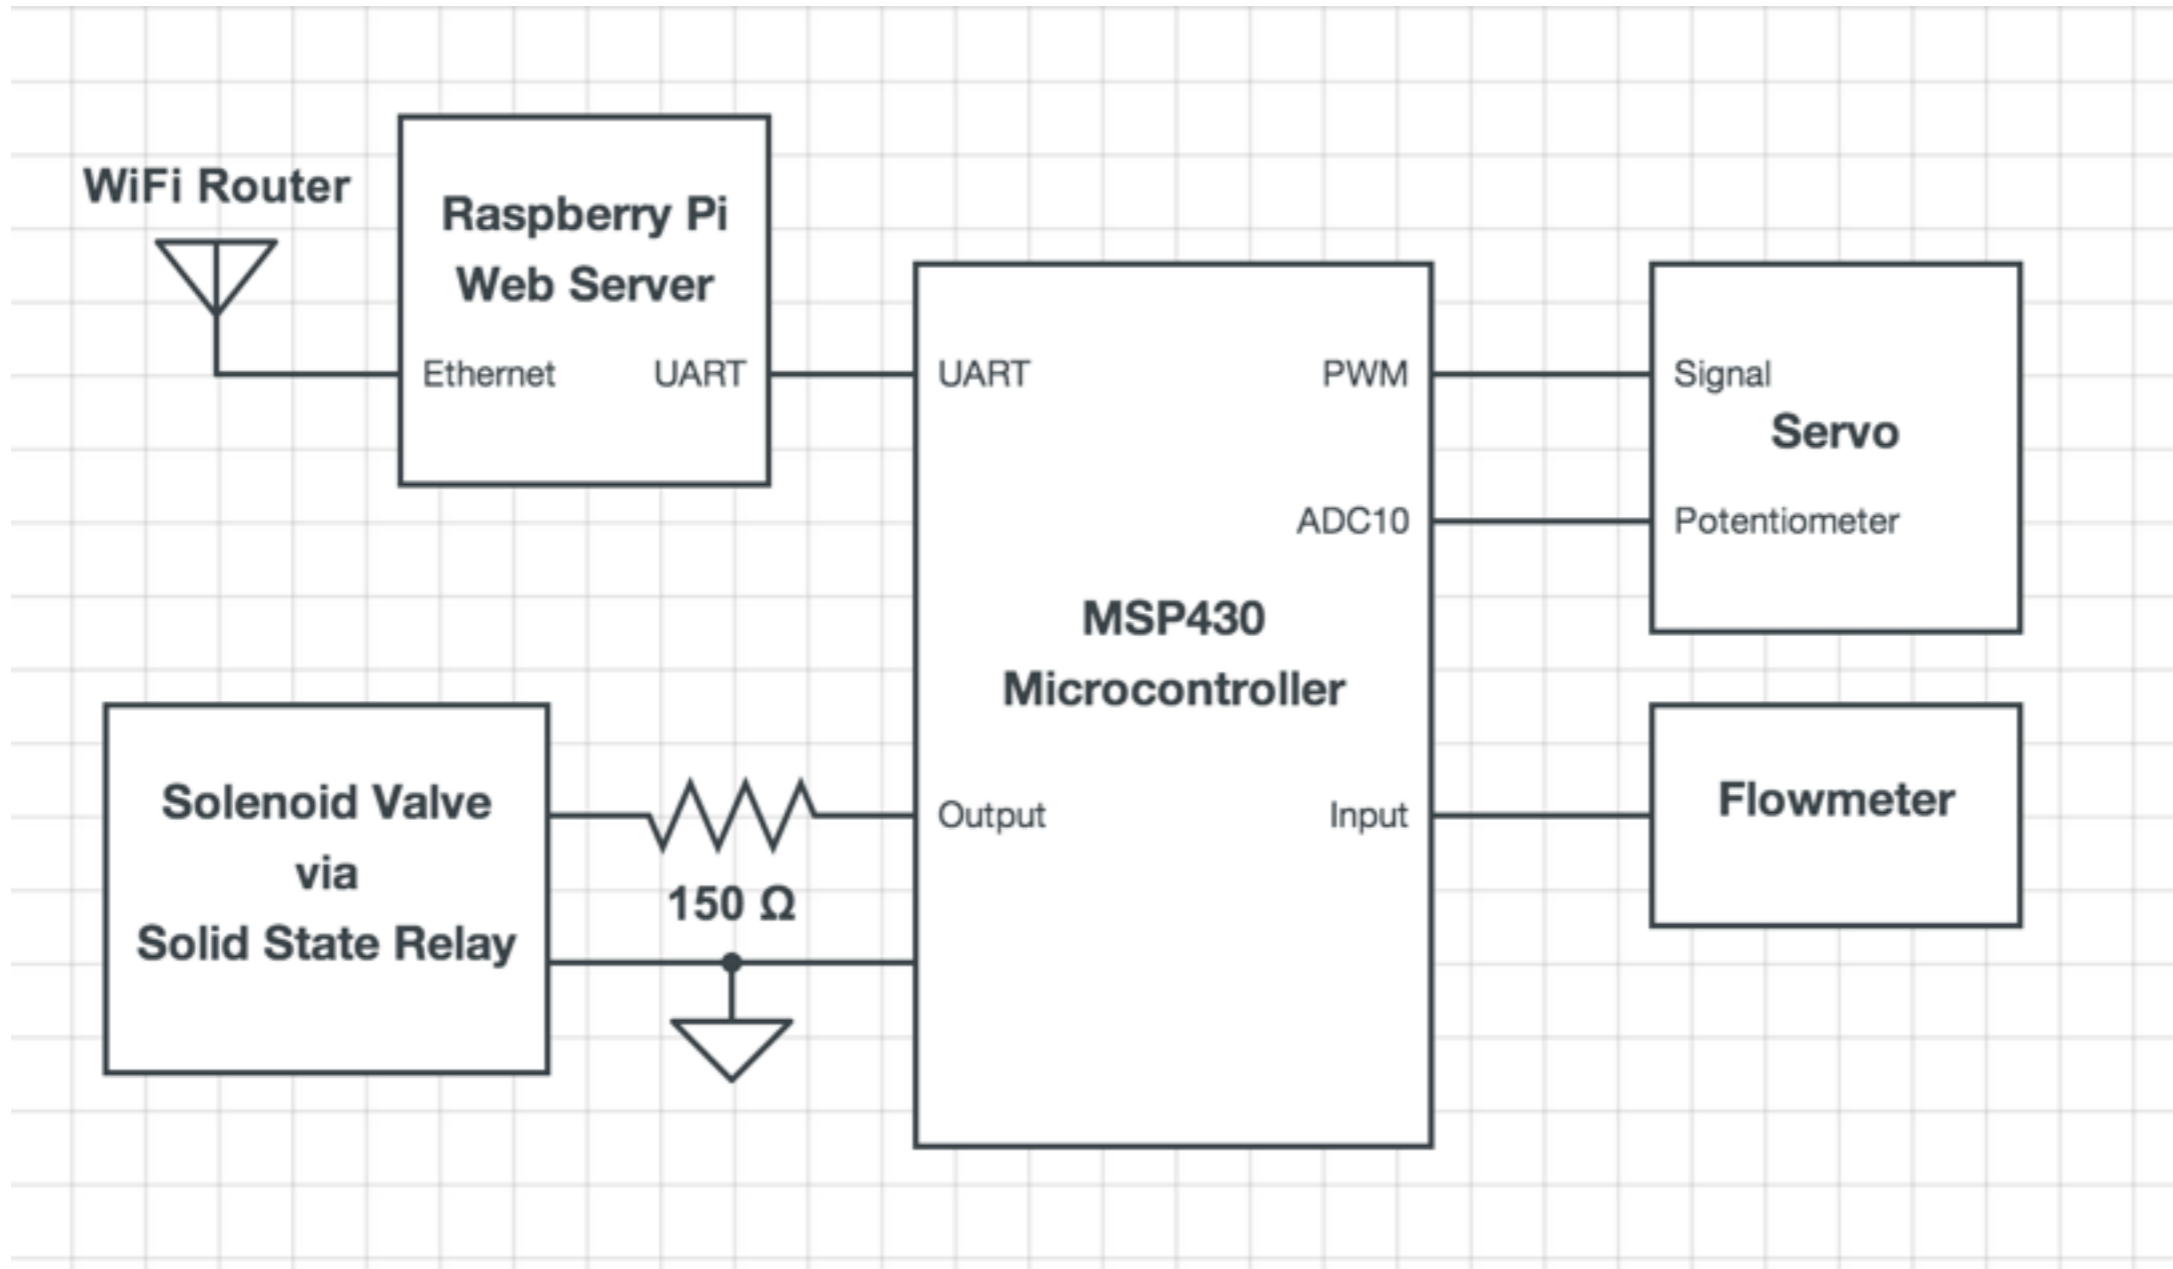 WiFi Router
Raspberry Pi
Web Server
Ethernet
UART
UART
PWM
ADC10
MSP430
Microcontroller
Output
Input
Signal
Servo
Potentiometer
Flowmeter
Solenoid Valve
via
Solid State Relay
150 Ω